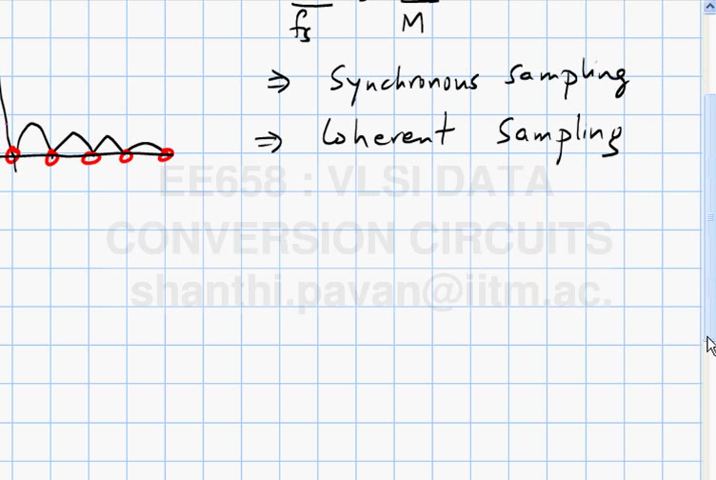 fs M
⇒ Synchronous Sampling
⇒ Coherent Sampling
EE658 : VLSI DATA
CONVERSION CIRCUITS
shanthi.pavan@iitm.ac.